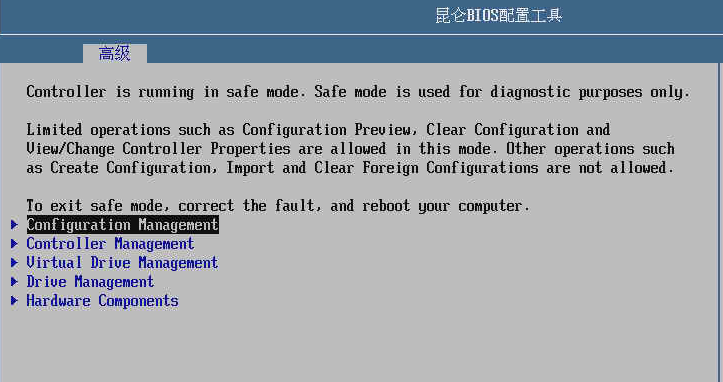 昆仑BIOS配置工具
高级
Controller is running in safe mode. Safe mode is used for diagnostic purposes only.
Limited operations such as Configuration Preview, Clear Configuration and
View/Change Controller Properties are allowed in this mode. Other operations such
as Create Configuration, Import and Clear Foreign Configurations are not allowed.
To exit safe mode, correct the fault, and reboot your computer.
Configuration Management
Controller Management
Virtual Drive Management
Drive Management
Hardware Components